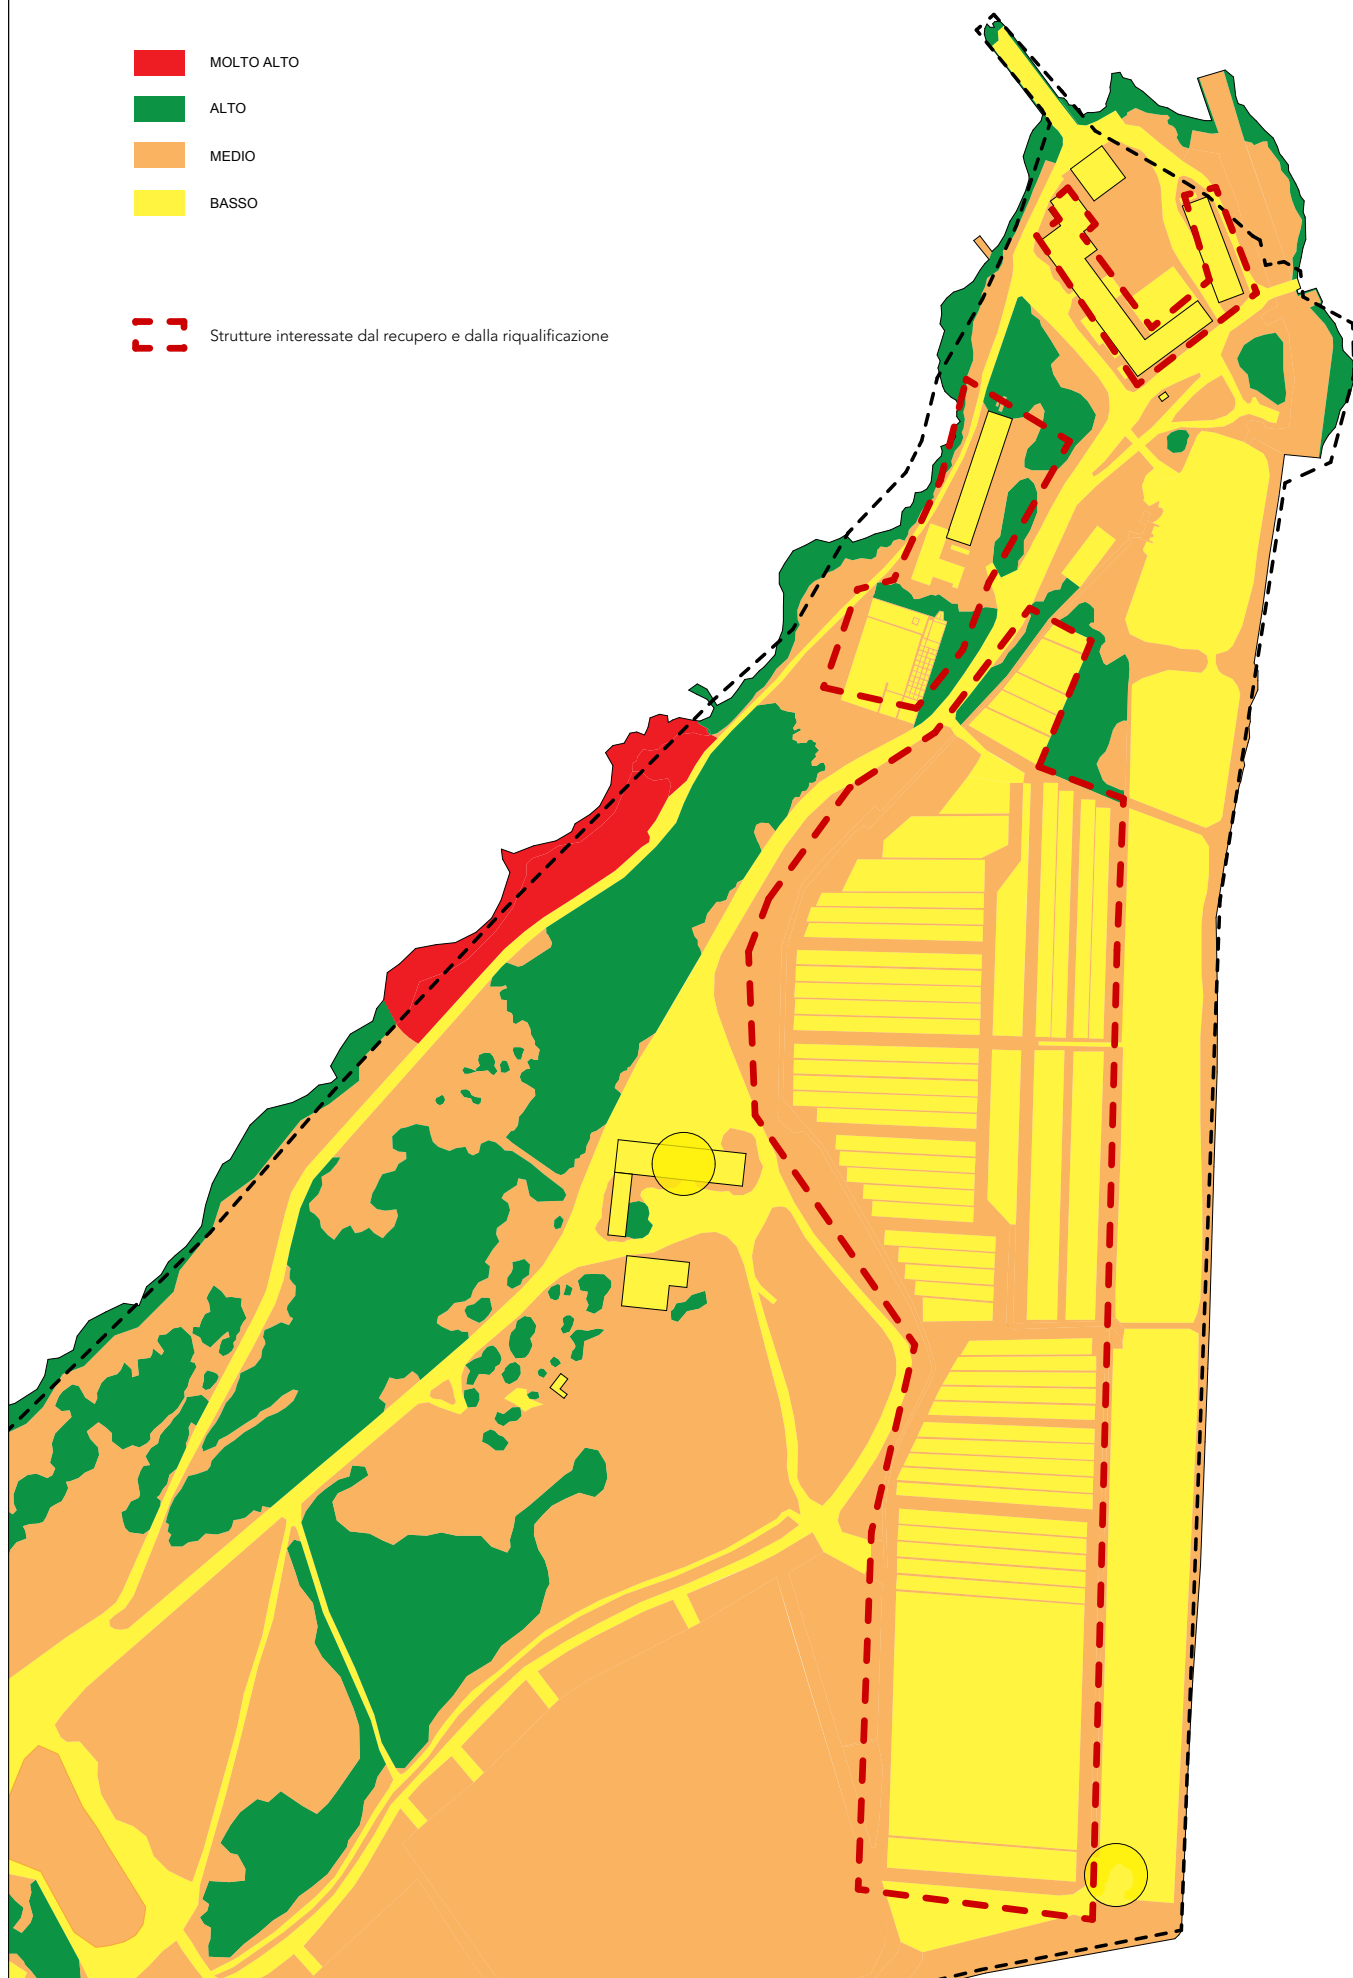 MOLTO ALTO
ALTO
MEDIO
BASSO
Strutture interessate dal recupero e dalla riqualificazione